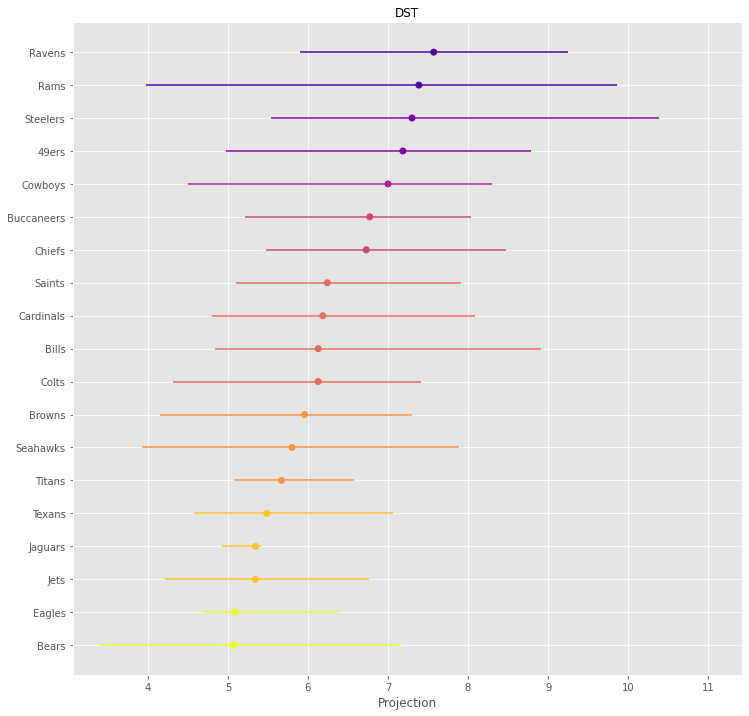 DST
Ravens
Rams
Steelers
49ers
Cowboys
Buccaneers
Chiefs
Saints
Cardinals
Bills
Colts
Browns
Seahawks
Titans
Texans
Jaguars
Jets
Eagles
Bears
4 5 6 7 8 9 10 11
Projection